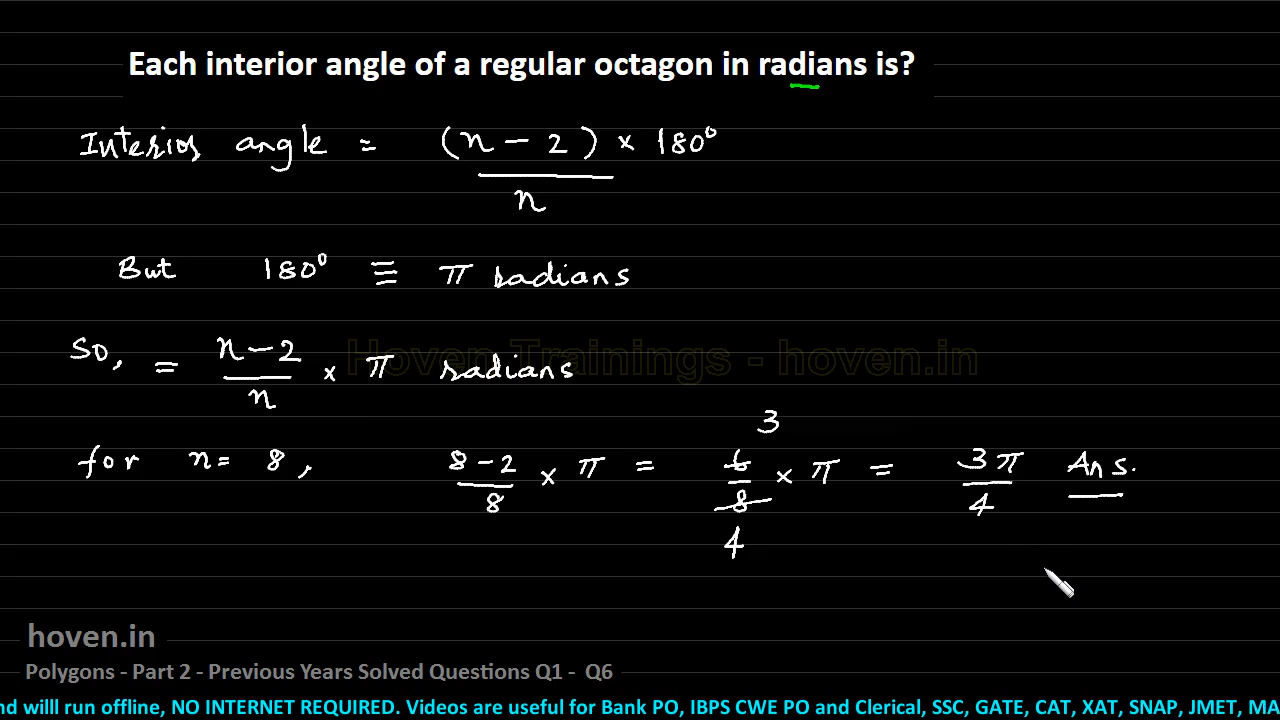 Each interior angle of a regular octagon in radians is?
Interior angle = (n - 2) × 180° / n
But 180° ≡ π radians
So, = n - 2 / n × π radians
Hoven Trainings - hoven.in
for n = 8, 8 - 2 / 8 × π = 6 / 8 × π = 3π / 4 Ans.
3
4
hoven.in
Polygons - Part 2 - Previous Years Solved Questions Q1 - Q6
nd willl run offline, NO INTERNET REQUIRED. Videos are useful for Bank PO, IBPS CWE PO and Clerical, SSC, GATE, CAT, XAT, SNAP, JMET, MA